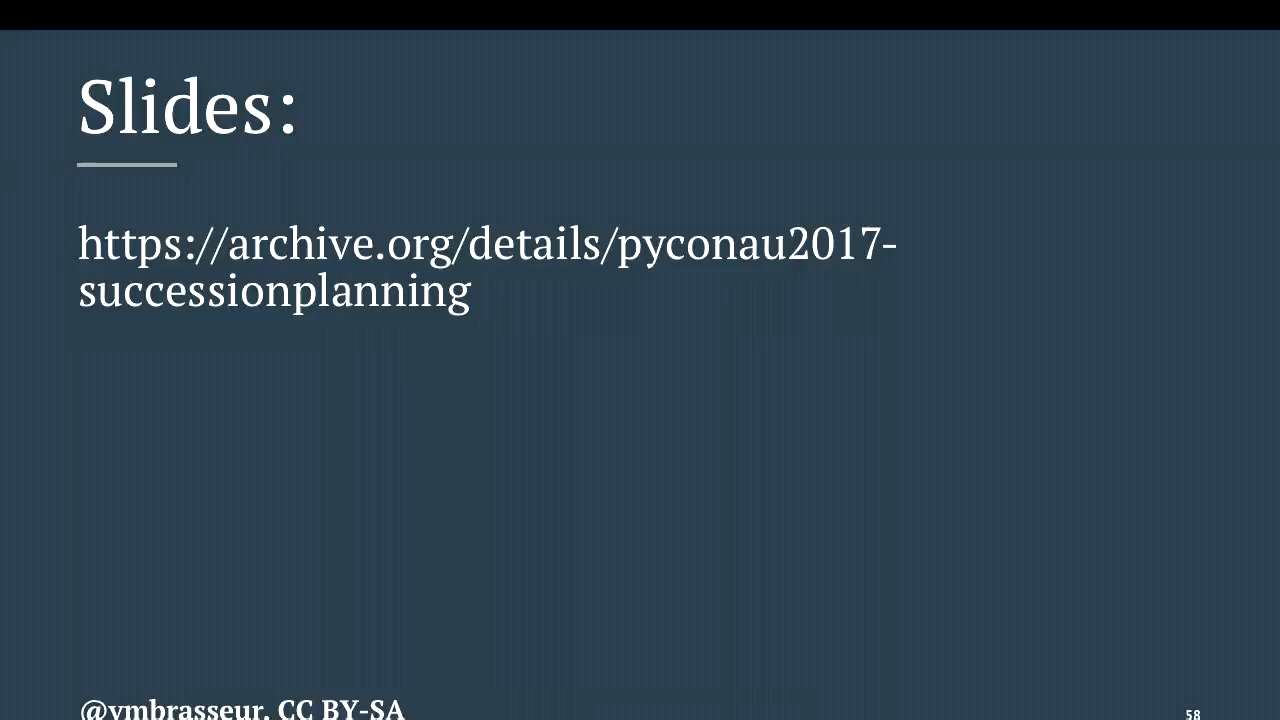 Slides:
https://archive.org/details/pyconau2017-
successionplanning
@vmbrasseur, CC BY-SA
58